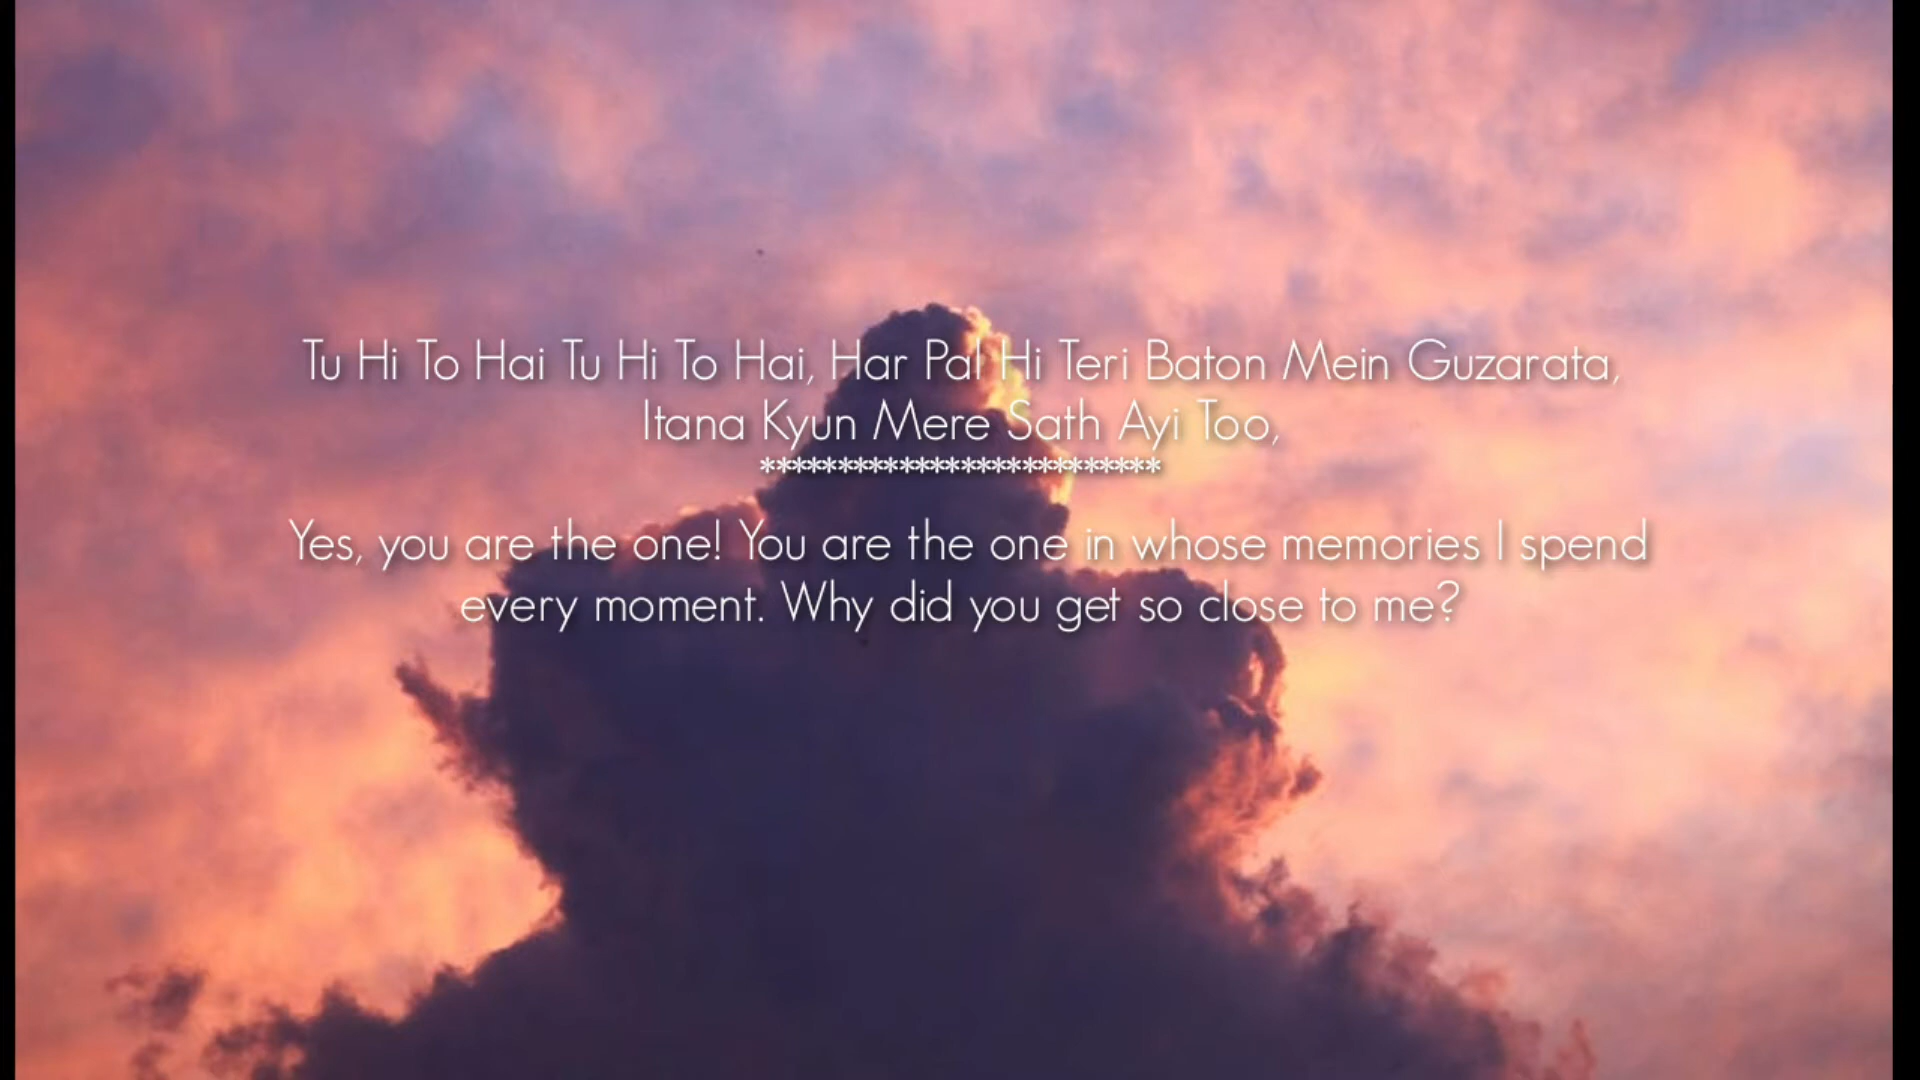 Tu Hi To Hai Tu Hi To Hai, Har Pal Hi Teri Baton Mein Guzarata,
Itana Kyun Mere Sath Ayi Too,
**************************
Yes, you are the one! You are the one in whose memories I spend
every moment. Why did you get so close to me?